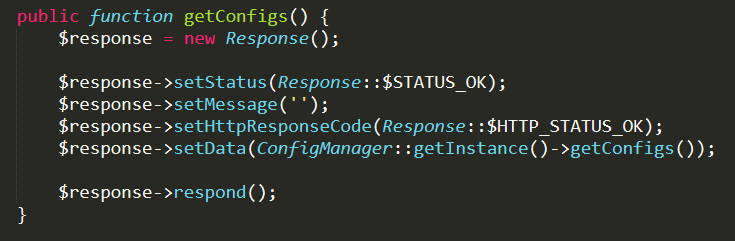 public function getConfigs() {
    $response = new Response();

    $response->setStatus(Response::$STATUS_OK);
    $response->setMessage('');
    $response->setHttpResponseCode(Response::$HTTP_STATUS_OK);
    $response->setData(ConfigManager::getInstance()->getConfigs());

    $response->respond();
}